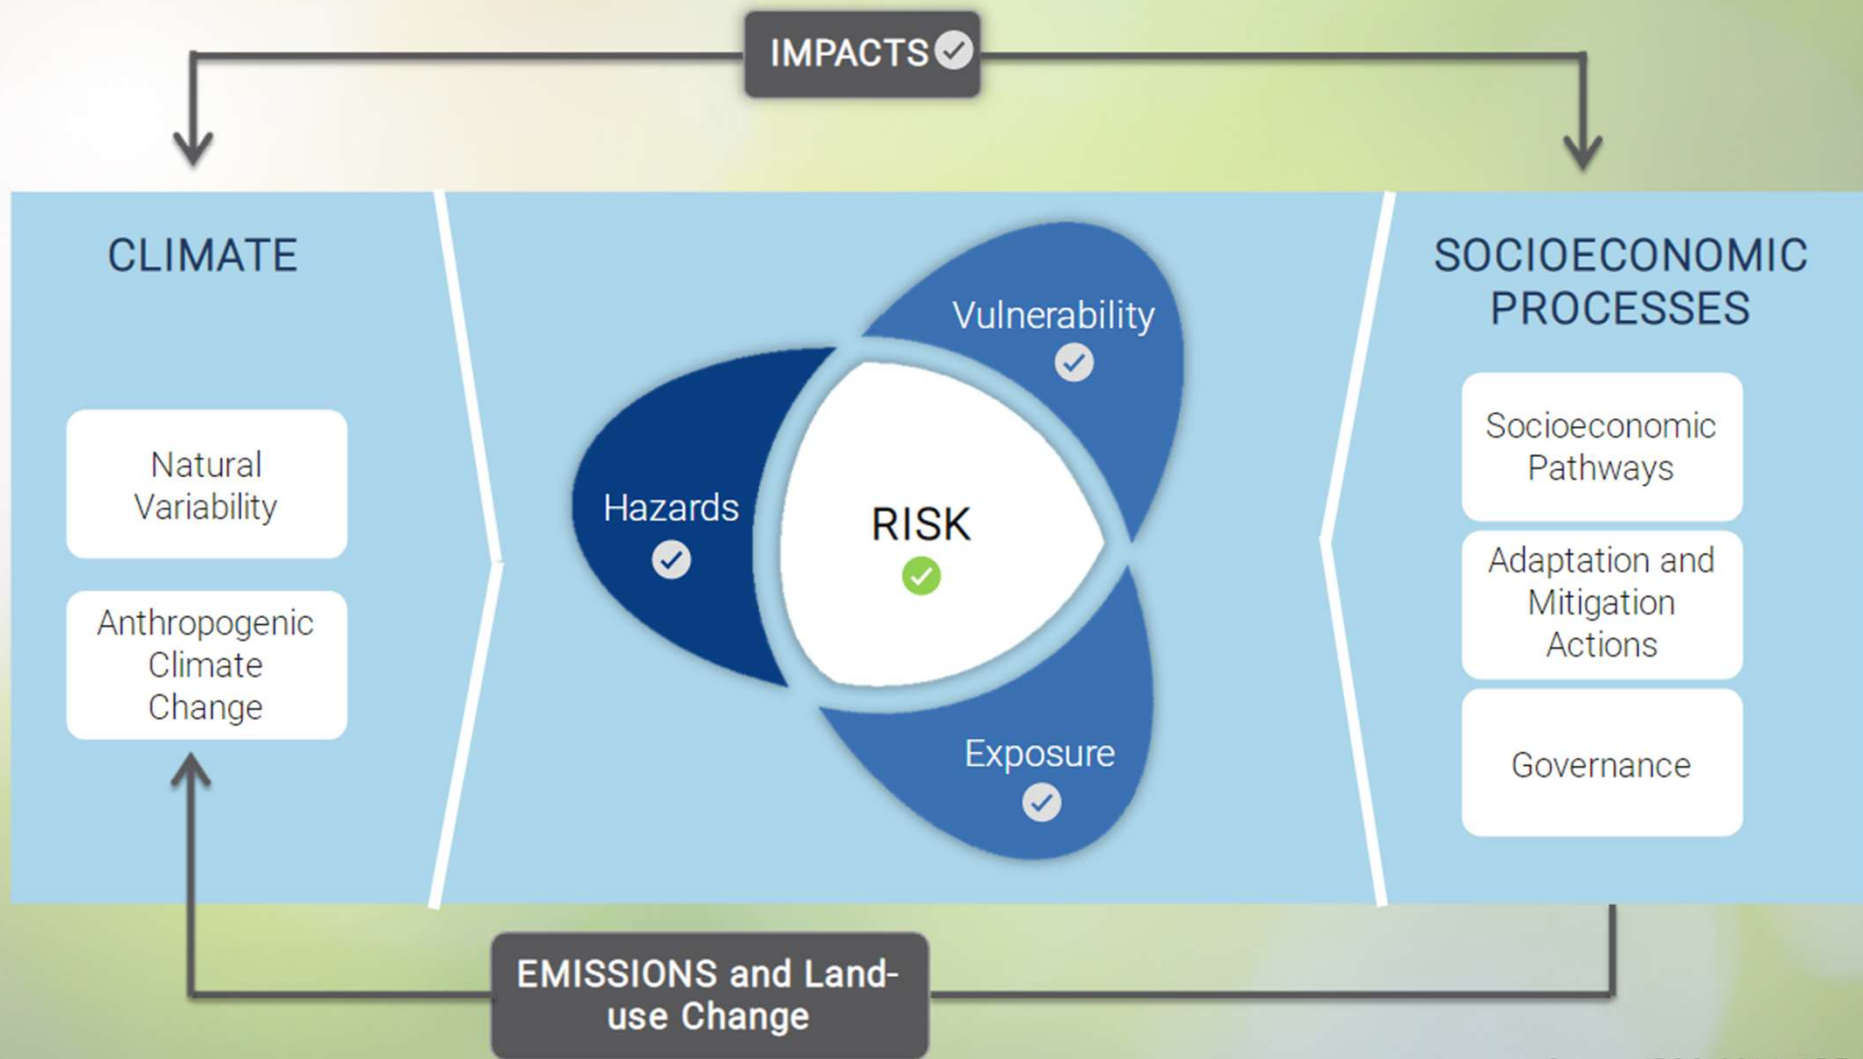 IMPACTS
CLIMATE
Natural
Variability
Anthropogenic
Climate
Change
Vulnerability
Hazards
RISK
Exposure
SOCIOECONOMIC
PROCESSES
Socioeconomic
Pathways
Adaptation and
Mitigation
Actions
Governance
EMISSIONS and Land-
use Change